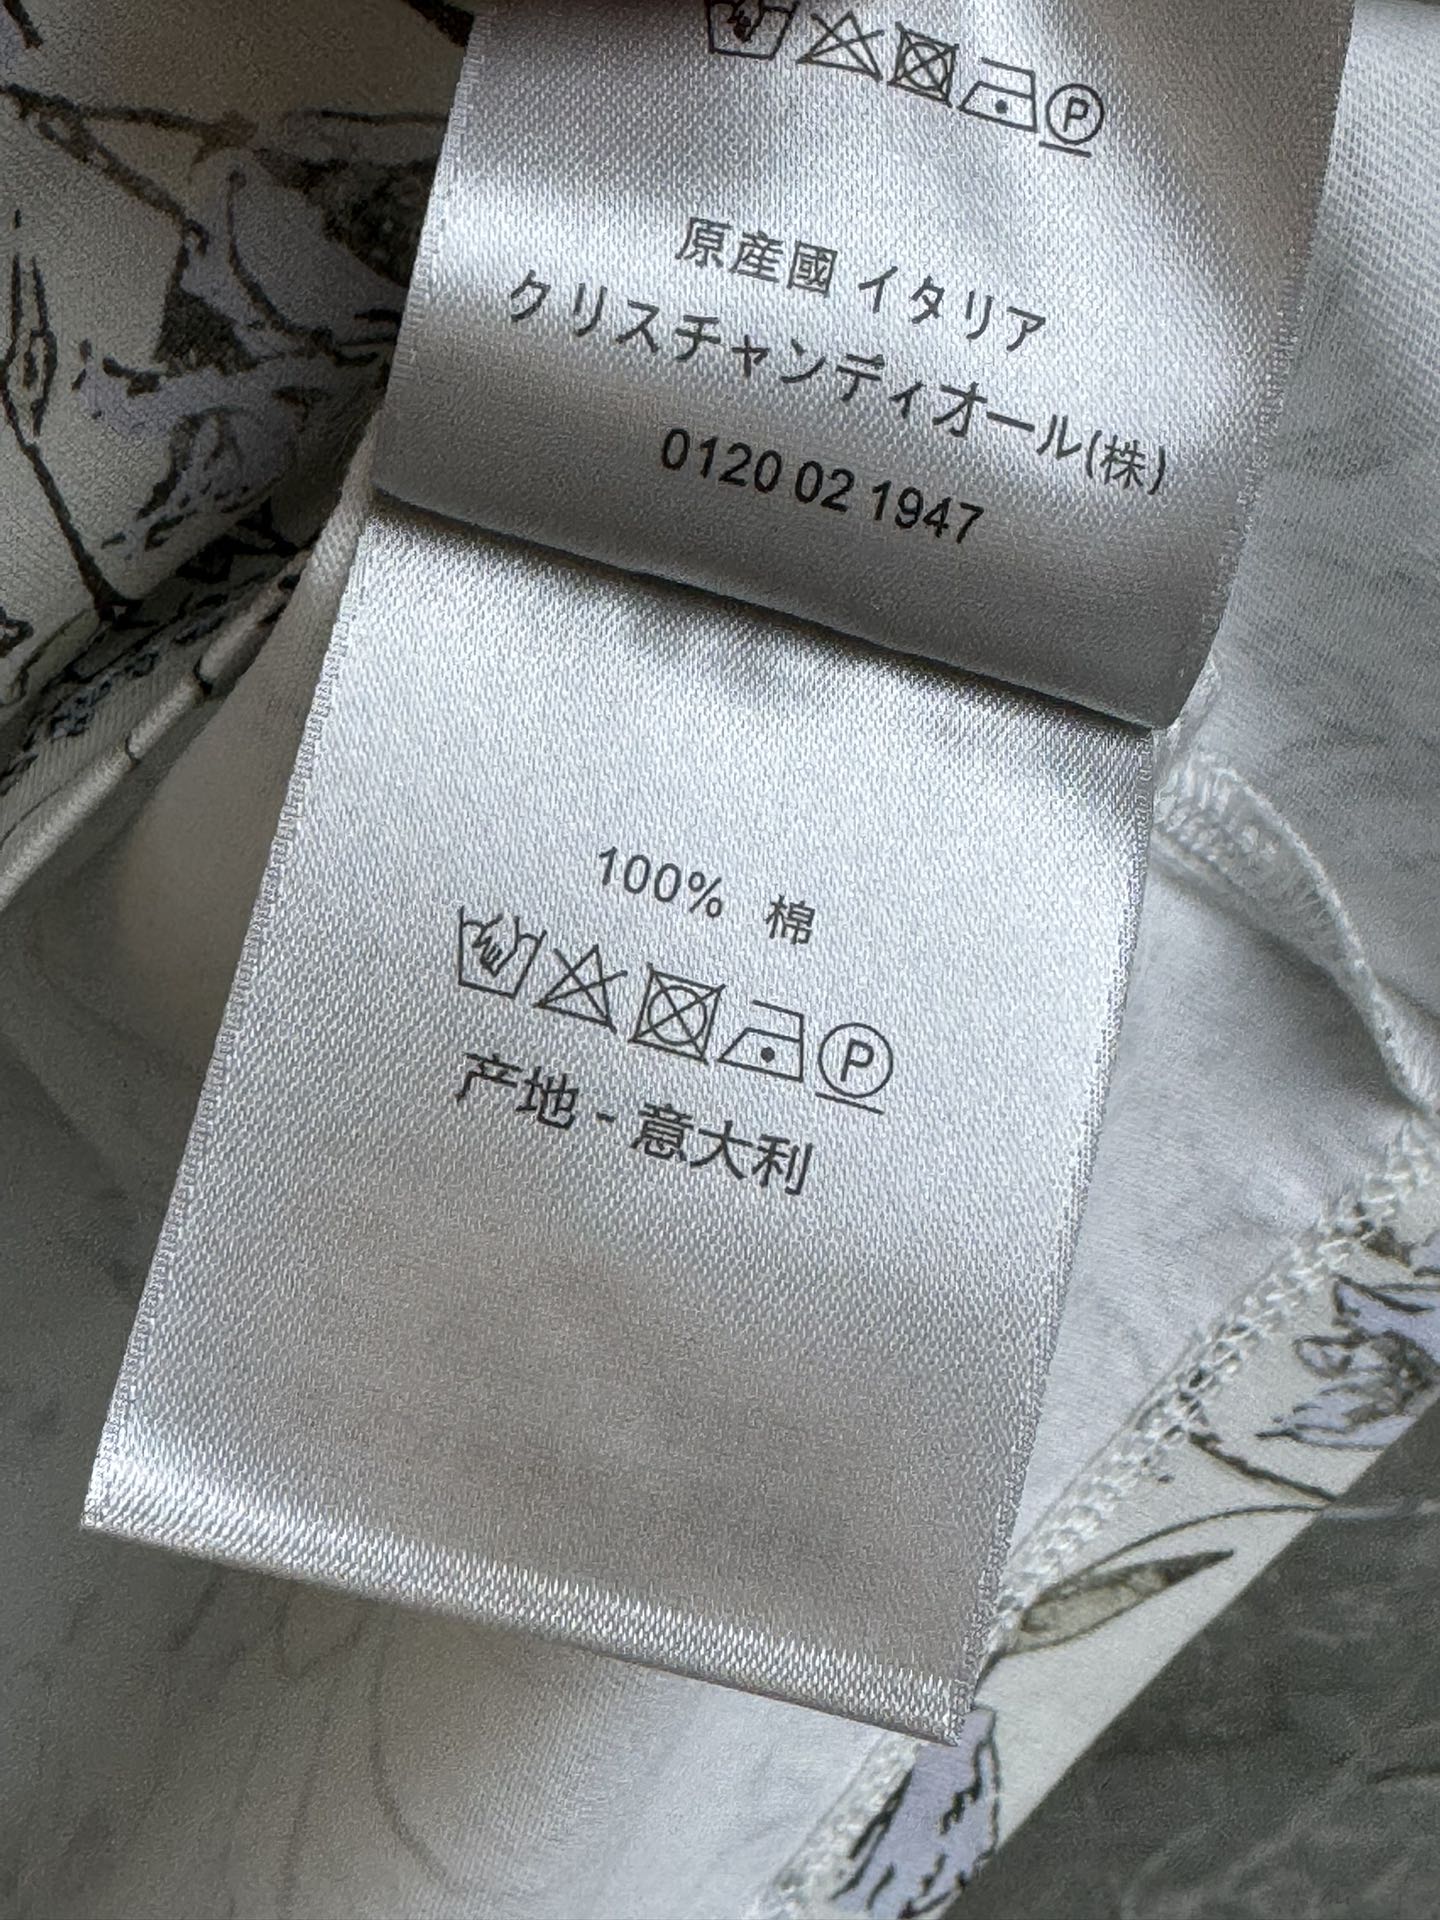 原産國 イタリア
クリスチャンディオール(株)
0120 02 1947
100% 棉
P
产地 - 意大利